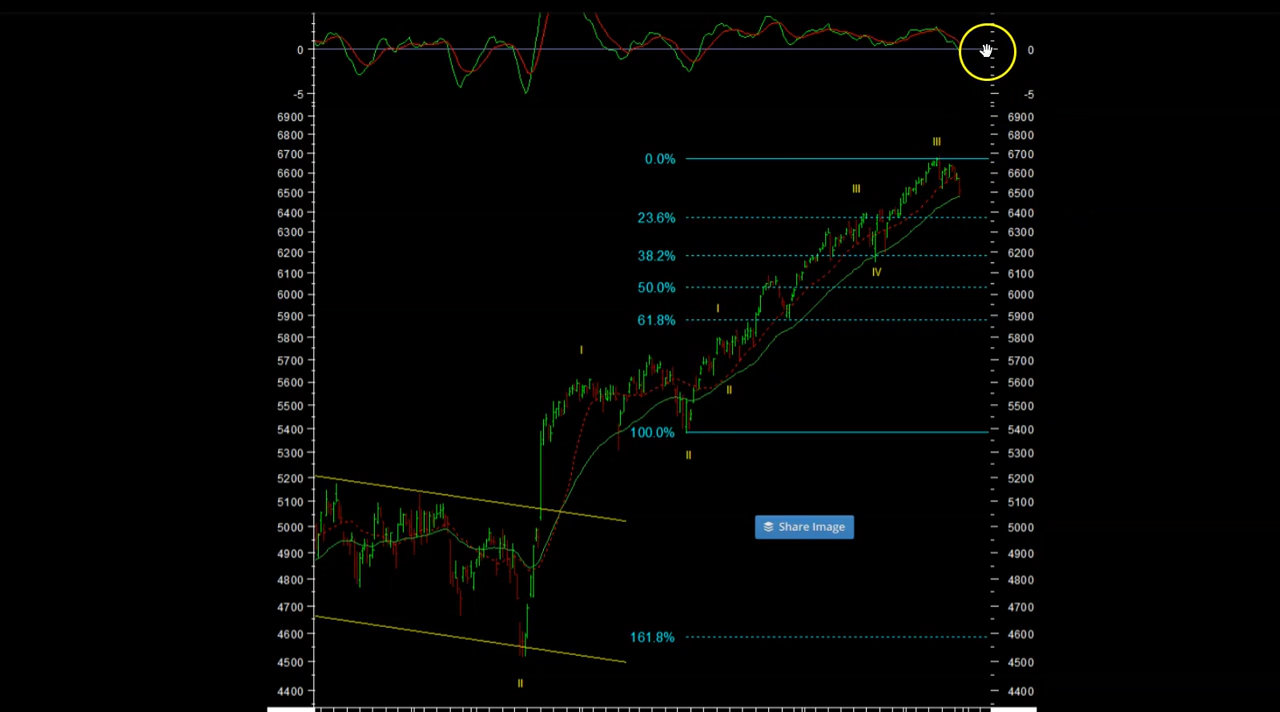 0 0
-5 -5
6900 6900
6800 6800
III
6700 0.0% 6700
6600 6600
III
6500 6500
6400 23.6% 6400
6300 6300
6200 38.2% 6200
6100 IV 6100
6000 50.0% 6000
I
5900 61.8% 5900
5800 5800
I
5700 5700
5600 II 5600
5500 5500
5400 100.0% 5400
5300 II 5300
5200 5200
5100 5100
5000 Share Image 5000
4900 4900
4800 4800
4700 4700
4600 161.8% 4600
4500 4500
II
4400 4400